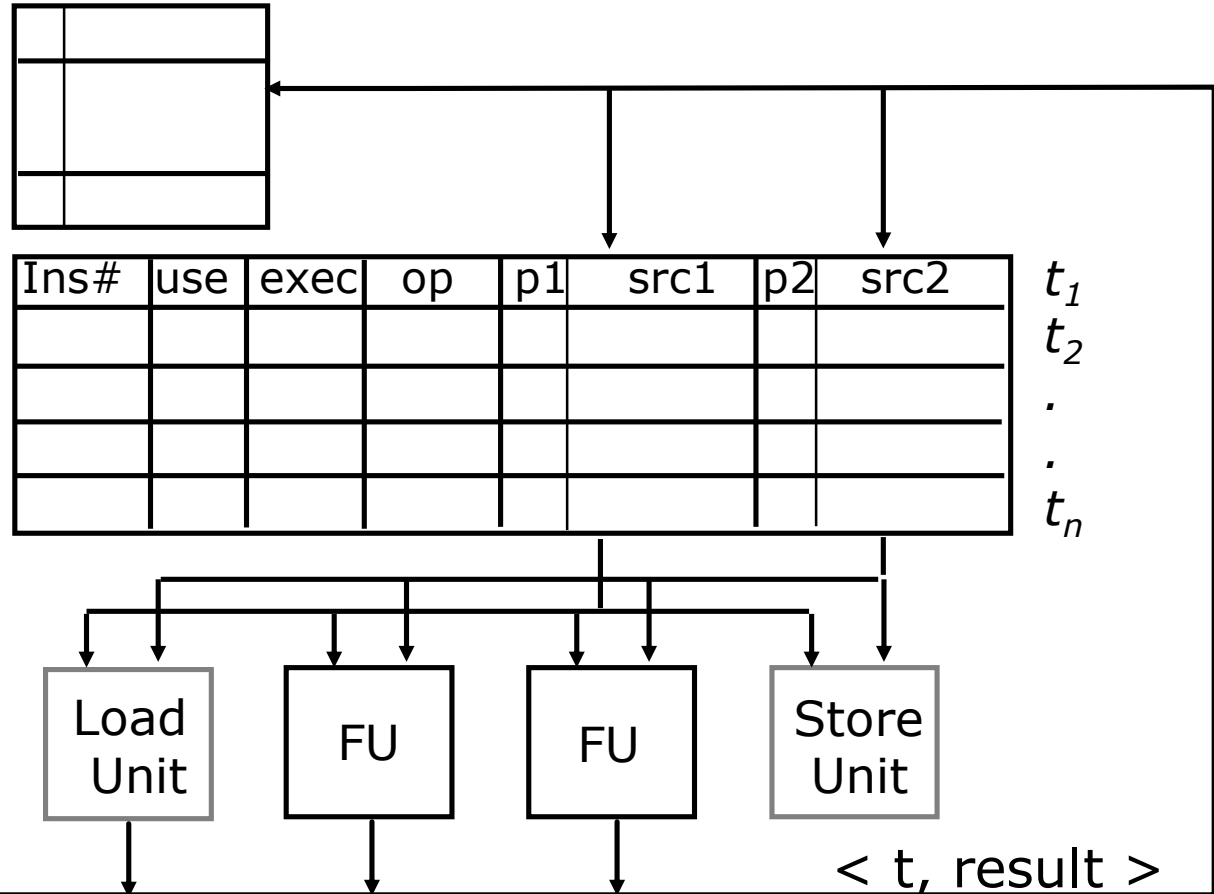 Ins# use exec op p1 src1 p2 src2 t1
t2
.
.
tn
Load Unit
FU
FU
Store Unit
< t, result >